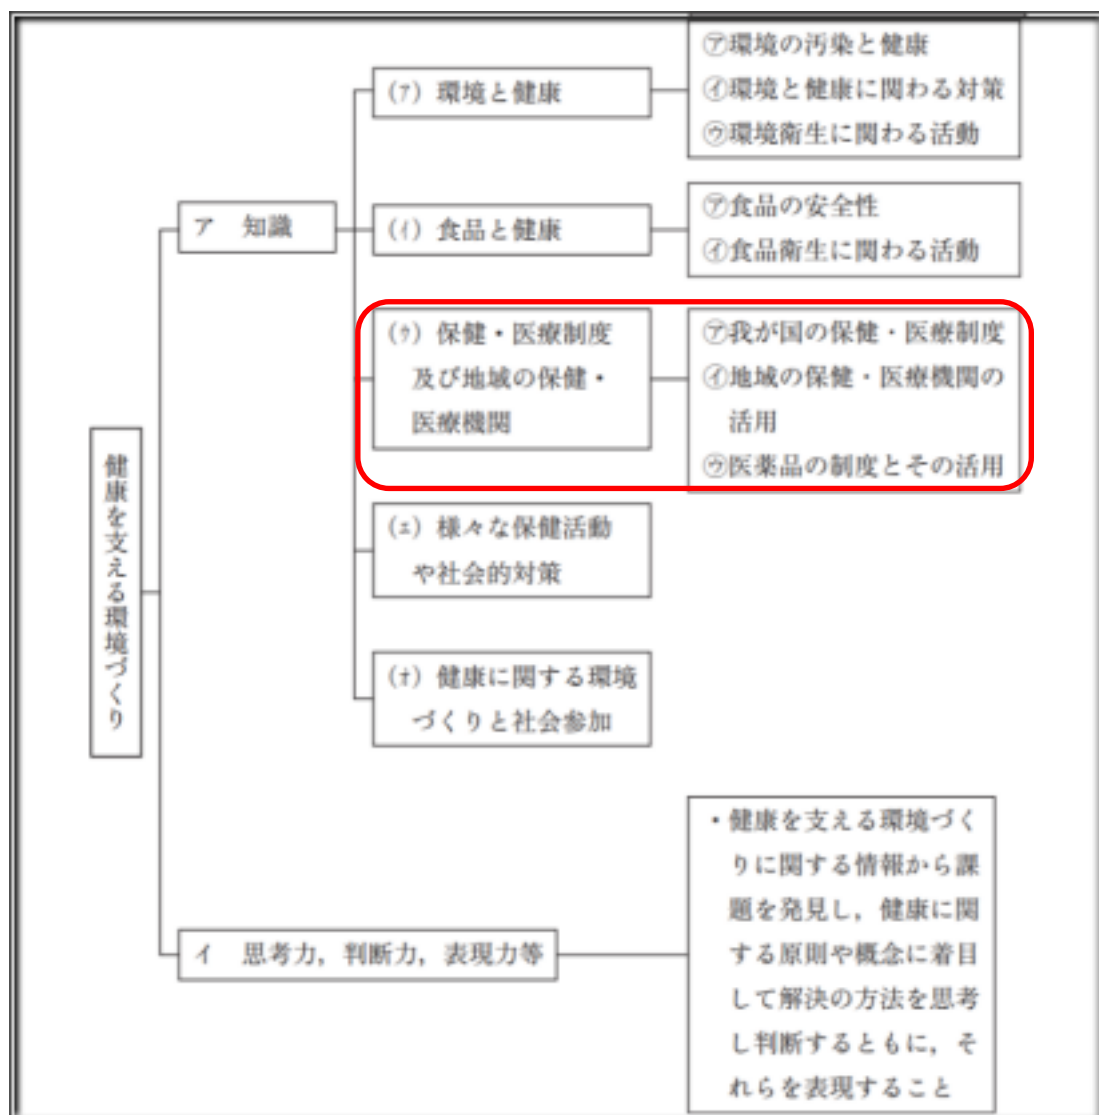 健康を支える環境づくり
ア 知識
(ｱ) 環境と健康
㋐環境の汚染と健康
㋑環境と健康に関わる対策
㋒環境衛生に関わる活動
(ｲ) 食品と健康
㋐食品の安全性
㋑食品衛生に関わる活動
(ｳ) 保健・医療制度
及び地域の保健・
医療機関
㋐我が国の保健・医療制度
㋑地域の保健・医療機関の
活用
㋒医薬品の制度とその活用
(ｴ) 様々な保健活動
や社会的対策
(ｵ) 健康に関する環境
づくりと社会参加
イ 思考力，判断力，表現力等
・健康を支える環境づく
りに関する情報から課
題を発見し，健康に関
する原則や概念に着目
して解決の方法を思考
し判断するともに，そ
れらを表現すること